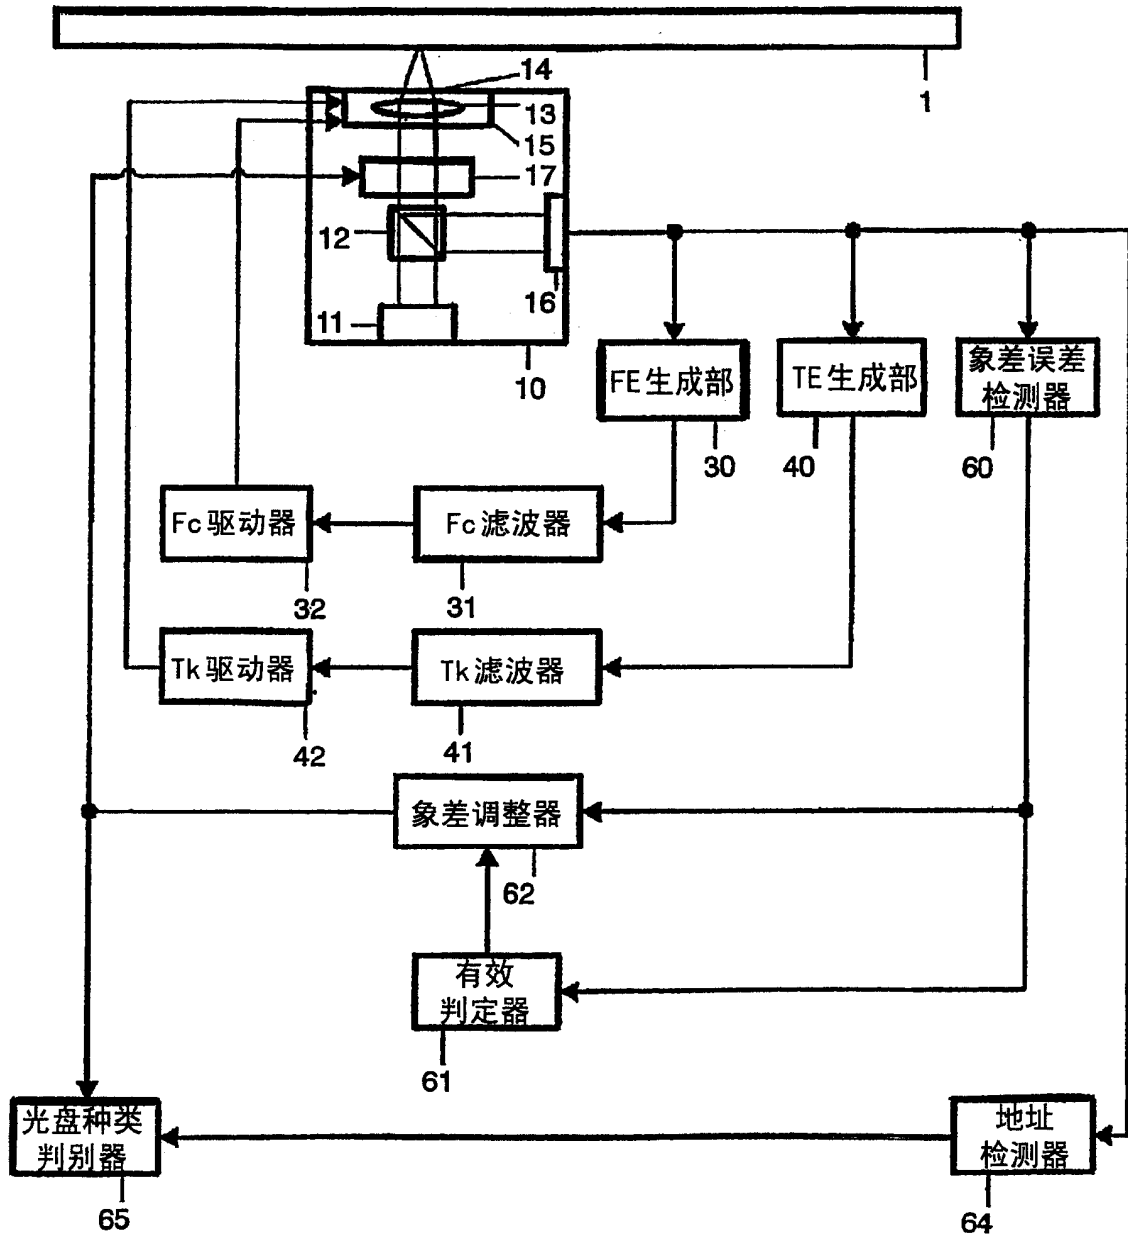 14
13
1
15
17
12
16
11
10
FE生成部
TE生成部
象差误差
检测器
30
40
60
Fc驱动器
Fc滤波器
32
31
Tk驱动器
Tk滤波器
42
41
象差调整器
62
有效
判定器
61
光盘种类
判别器
地址
检测器
65
64